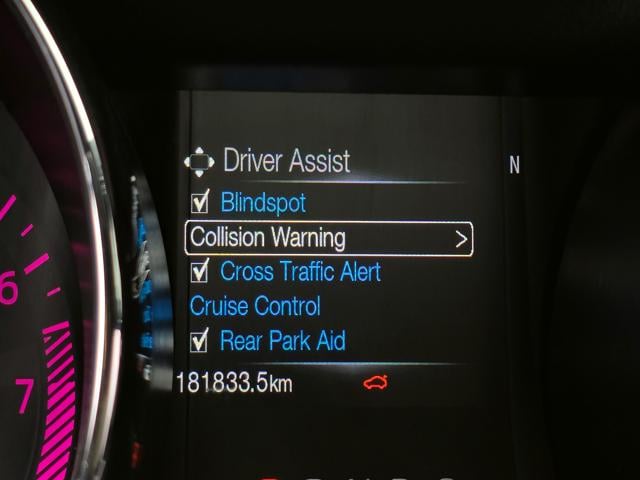 Driver Assist
N
Blindspot
Collision Warning >
Cross Traffic Alert
Cruise Control
Rear Park Aid
181833.5km
6
7